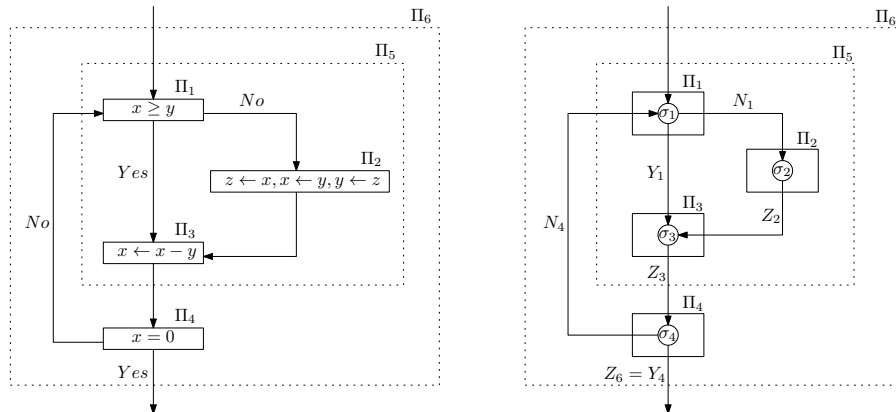 Π₆
Π₅
Π₁
x ≥ y
No
Yes
Π₂
z ← x, x ← y, y ← z
No
Π₃
x ← x − y
Π₄
x = 0
Yes
Π₆
Π₅
Π₁
σ₁
N₁
Y₁
Π₂
σ₂
N₄
Z₂
Π₃
σ₃
Z₃
Π₄
σ₄
Z₆ = Y₄